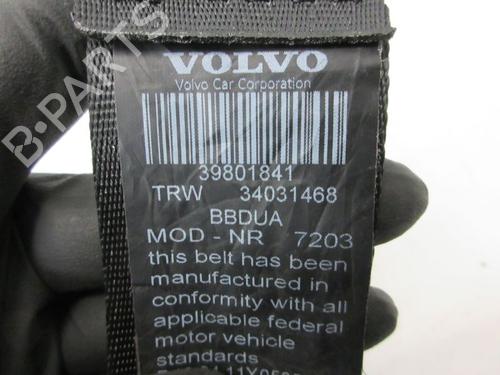 VOLVO
Volvo Car Corporation
39801841
TRW 34031468
BBDUA
MOD - NR 7203
this belt has been
manufactured in
conformity with all
applicable federal
motor vehicle
standards
B-PARTS